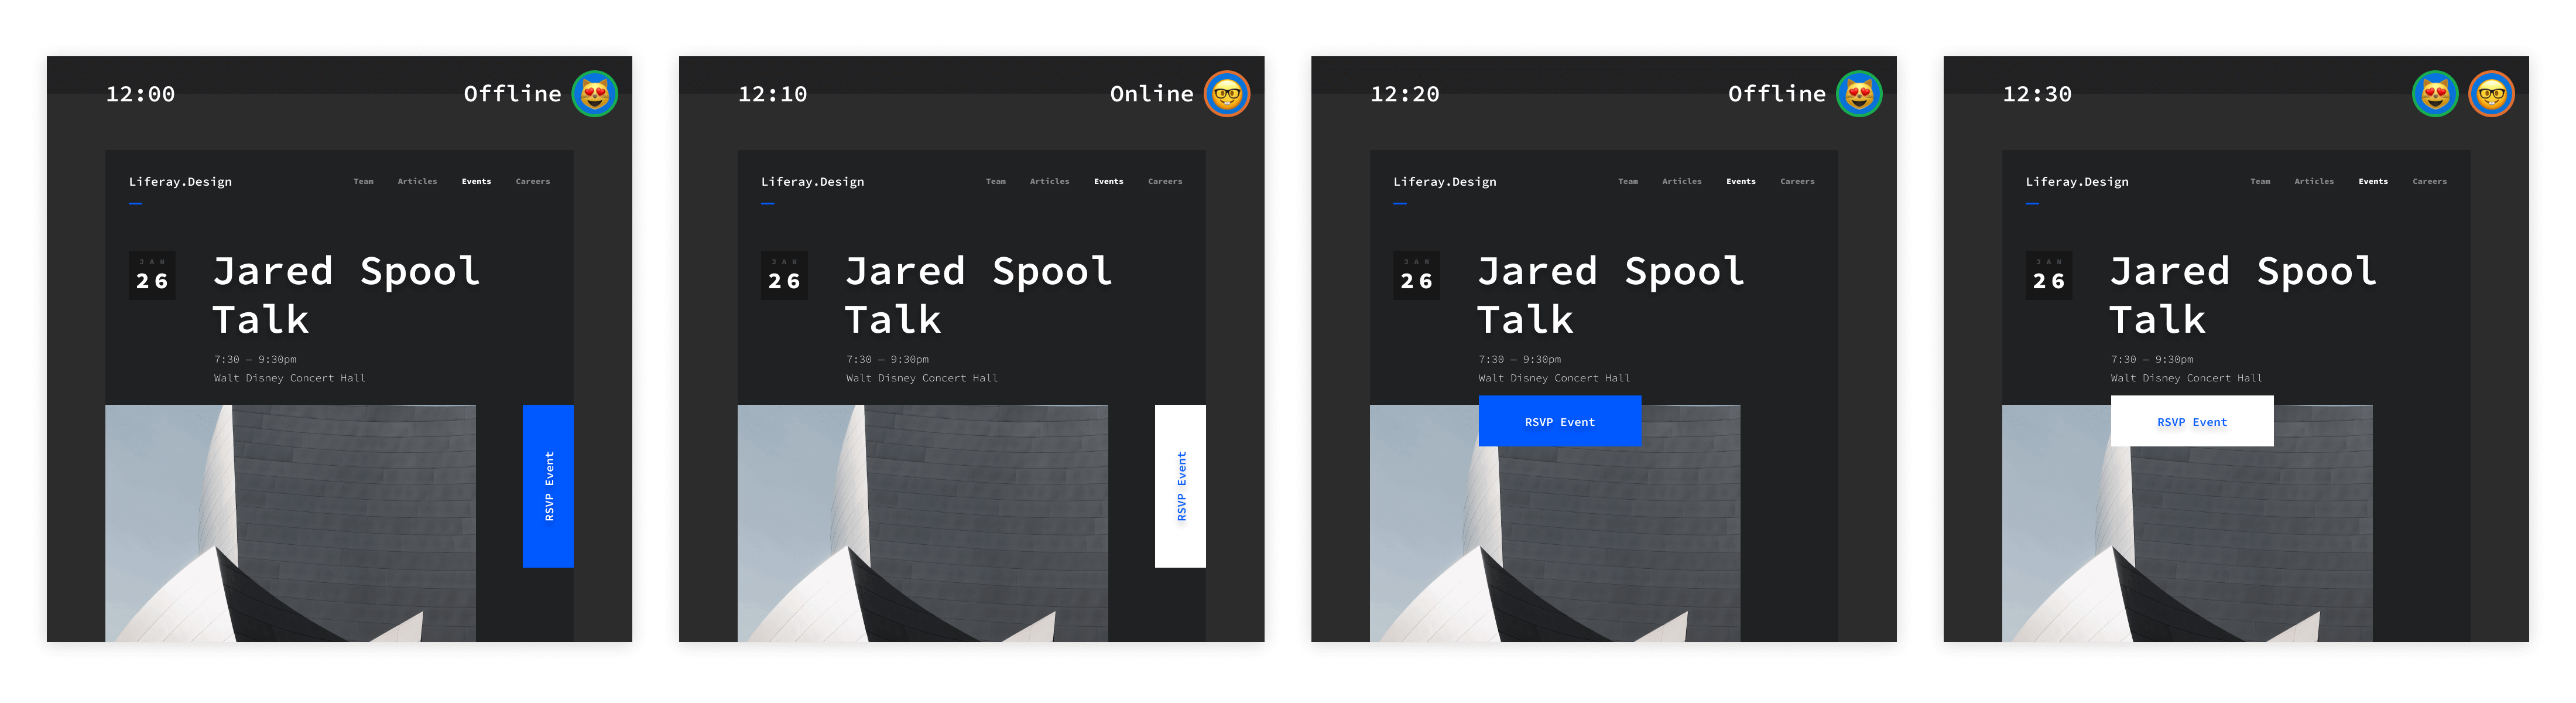 12:00
Offline
Liferay.Design
Team Articles Events Careers
JAN
26
Jared Spool
Talk
7:30 — 9:30pm
Walt Disney Concert Hall
RSVP Event
12:10
Online
Liferay.Design
Team Articles Events Careers
JAN
26
Jared Spool
Talk
7:30 — 9:30pm
Walt Disney Concert Hall
RSVP Event
12:20
Offline
Liferay.Design
Team Articles Events Careers
JAN
26
Jared Spool
Talk
7:30 — 9:30pm
Walt Disney Concert Hall
RSVP Event
12:30
Liferay.Design
Team Articles Events Careers
JAN
26
Jared Spool
Talk
7:30 — 9:30pm
Walt Disney Concert Hall
RSVP Event